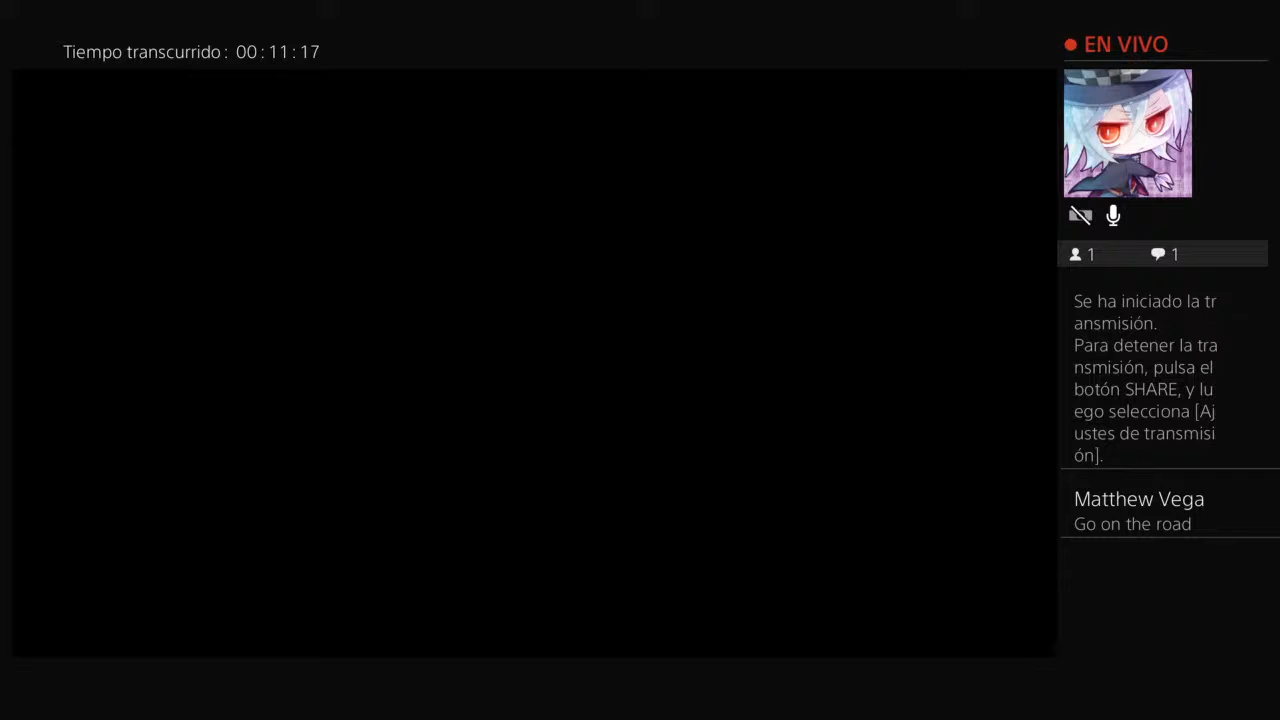 Tiempo transcurrido: 00:11:17
EN VIVO
1 1
Se ha iniciado la tr
ansmisión.
Para detener la tra
nsmisión, pulsa el
botón SHARE, y lu
ego selecciona [Aj
ustes de transmisi
ón].
Matthew Vega
Go on the road